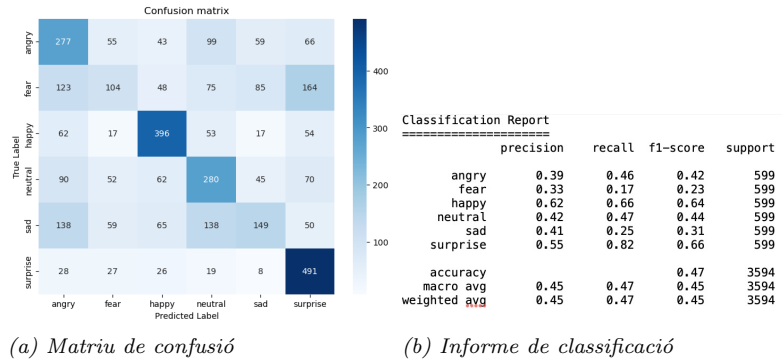 Confusion matrix
angry 277 55 43 99 59 66
fear 123 104 48 75 85 164
happy 62 17 396 53 17 54
neutral 90 52 62 280 45 70
sad 138 59 65 138 149 50
surprise 28 27 26 19 8 491
angry fear happy neutral sad surprise
True Label
Predicted Label
400
300
200
100
Classification Report
=====================
precision recall f1-score support
angry 0.39 0.46 0.42 599
fear 0.33 0.17 0.23 599
happy 0.62 0.66 0.64 599
neutral 0.42 0.47 0.44 599
sad 0.41 0.25 0.31 599
surprise 0.55 0.82 0.66 599
accuracy 0.47 3594
macro avg 0.45 0.47 0.45 3594
weighted avg 0.45 0.47 0.45 3594
(a) Matriu de confusió
(b) Informe de classificació